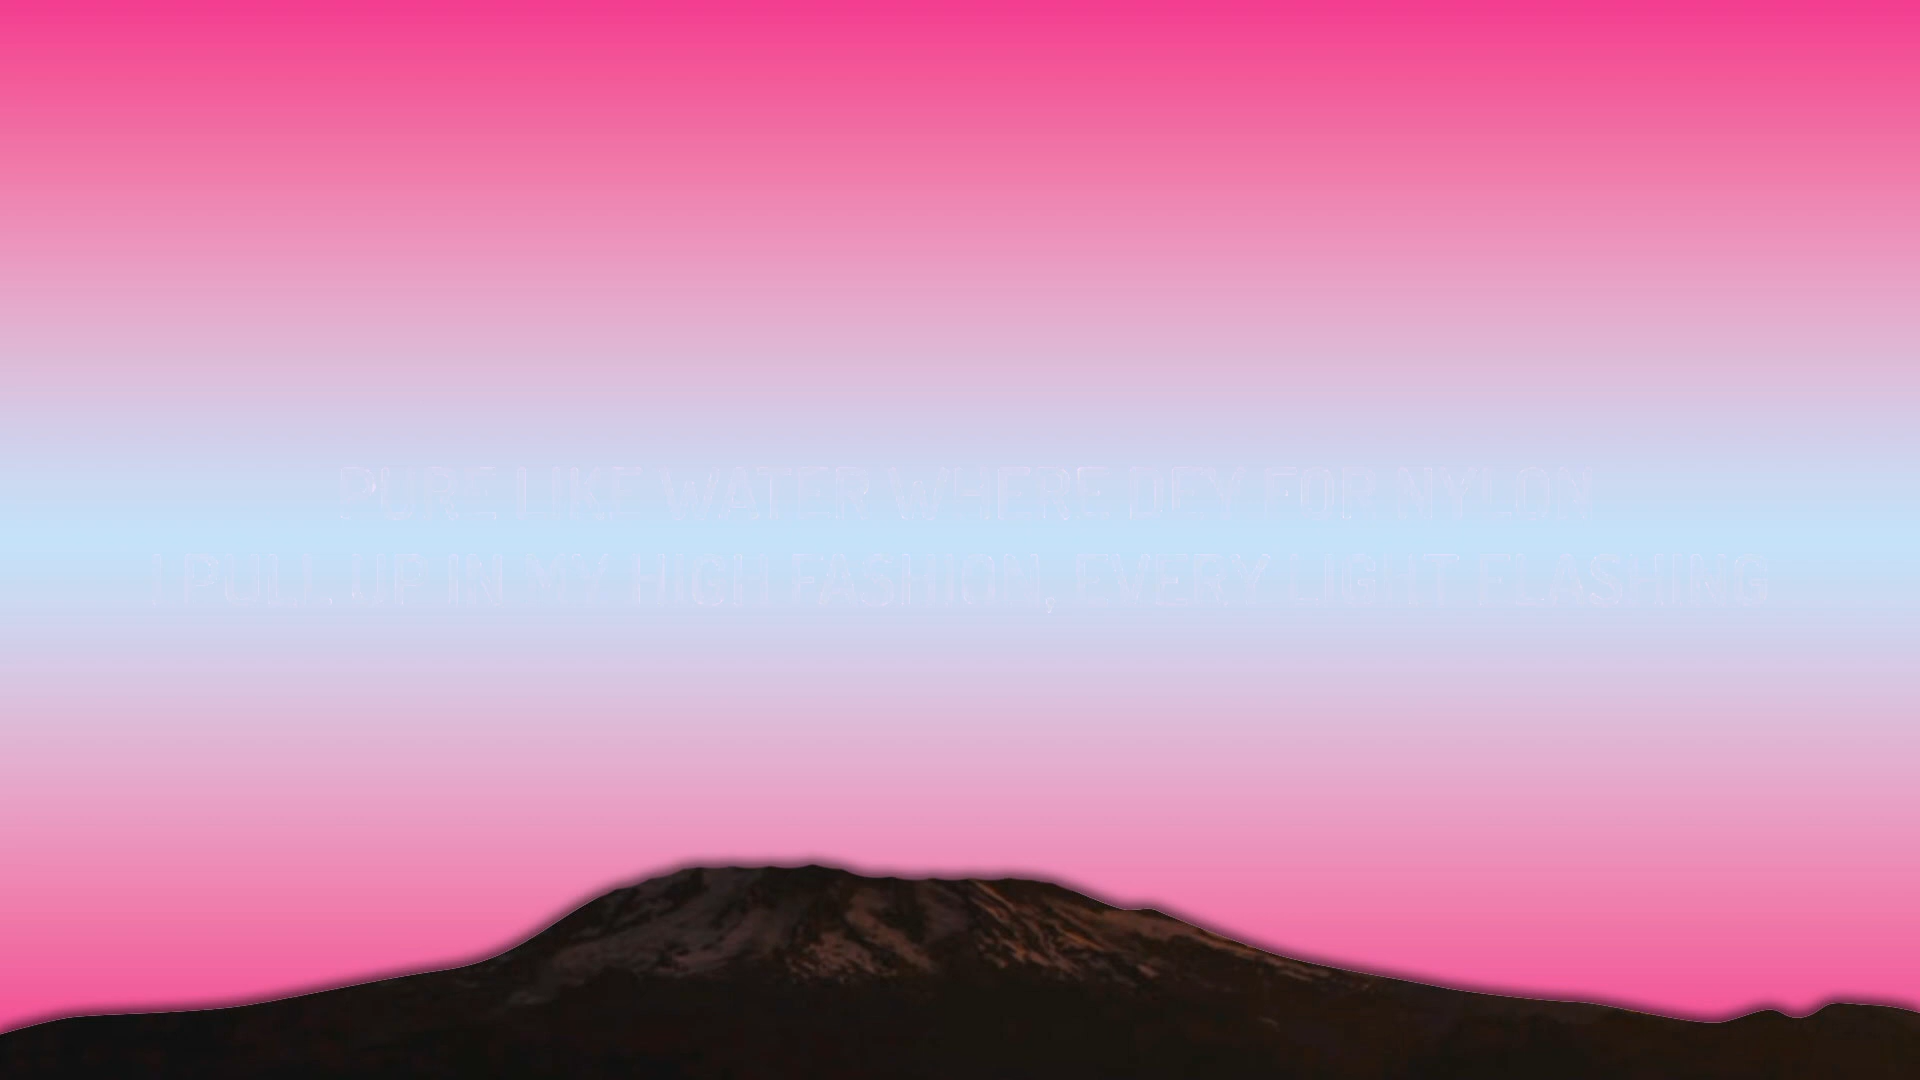 PURE LIKE WATER WHERE DEY FOR NYLON
I PULL UP IN MY HIGH FASHION, EVERY LIGHT FLASHING